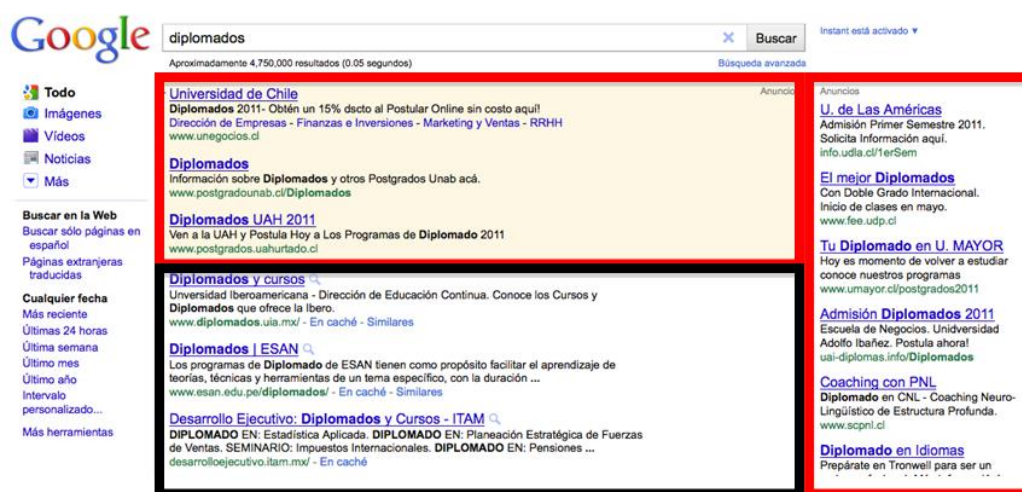 Google
diplomados
Buscar
Instant está activado ▼
Aproximadamente 4,750,000 resultados (0.05 segundos)
Búsqueda avanzada
Todo
Imágenes
Vídeos
Noticias
Más
Buscar en la Web
Buscar sólo páginas en
español
Páginas extranjeras
traducidas
Cualquier fecha
Más reciente
Últimas 24 horas
Última semana
Último mes
Último año
Intervalo
personalizado...
Más herramientas
Universidad de Chile
Anuncio
Diplomados 2011- Obtén un 15% dscto al Postular Online sin costo aquí!
Dirección de Empresas - Finanzas e Inversiones - Marketing y Ventas - RRHH
www.unegocios.cl
Diplomados
Información sobre Diplomados y otros Postgrados Unab acá.
www.postgradounab.cl/Diplomados
Diplomados UAH 2011
Ven a la UAH y Postula Hoy a Los Programas de Diplomado 2011
www.postgrados.uahurtado.cl
Diplomados y cursos
Unversidad Iberoamericana - Dirección de Educación Continua. Conoce los Cursos y
Diplomados que ofrece la Ibero.
www.diplomados.uia.mx/ - En caché - Similares
Diplomados | ESAN
Los programas de Diplomado de ESAN tienen como propósito facilitar el aprendizaje de
teorías, técnicas y herramientas de un tema específico, con la duración ...
www.esan.edu.pe/diplomados/ - En caché - Similares
Desarrollo Ejecutivo: Diplomados y Cursos - ITAM
DIPLOMADO EN: Estadística Aplicada. DIPLOMADO EN: Planeación Estratégica de Fuerzas
de Ventas. SEMINARIO: Impuestos Internacionales. DIPLOMADO EN: Pensiones ...
desarrolloejecutivo.itam.mx/ - En caché
Anuncios
U. de Las Américas
Admisión Primer Semestre 2011.
Solicita Información aquí.
info.udla.cl/1erSem
El mejor Diplomados
Con Doble Grado Internacional.
Inicio de clases en mayo.
www.fee.udp.cl
Tu Diplomado en U. MAYOR
Hoy es momento de volver a estudiar
conoce nuestros programas
www.umayor.cl/postgrados2011
Admisión Diplomados 2011
Escuela de Negocios. Unidversidad
Adolfo Ibañez. Postula ahora!
uai-diplomas.info/Diplomados
Coaching con PNL
Diplomado en CNL - Coaching Neuro-
Lingüístico de Estructura Profunda.
www.scpnl.cl
Diplomado en Idiomas
Prepárate en Tronwell para ser un